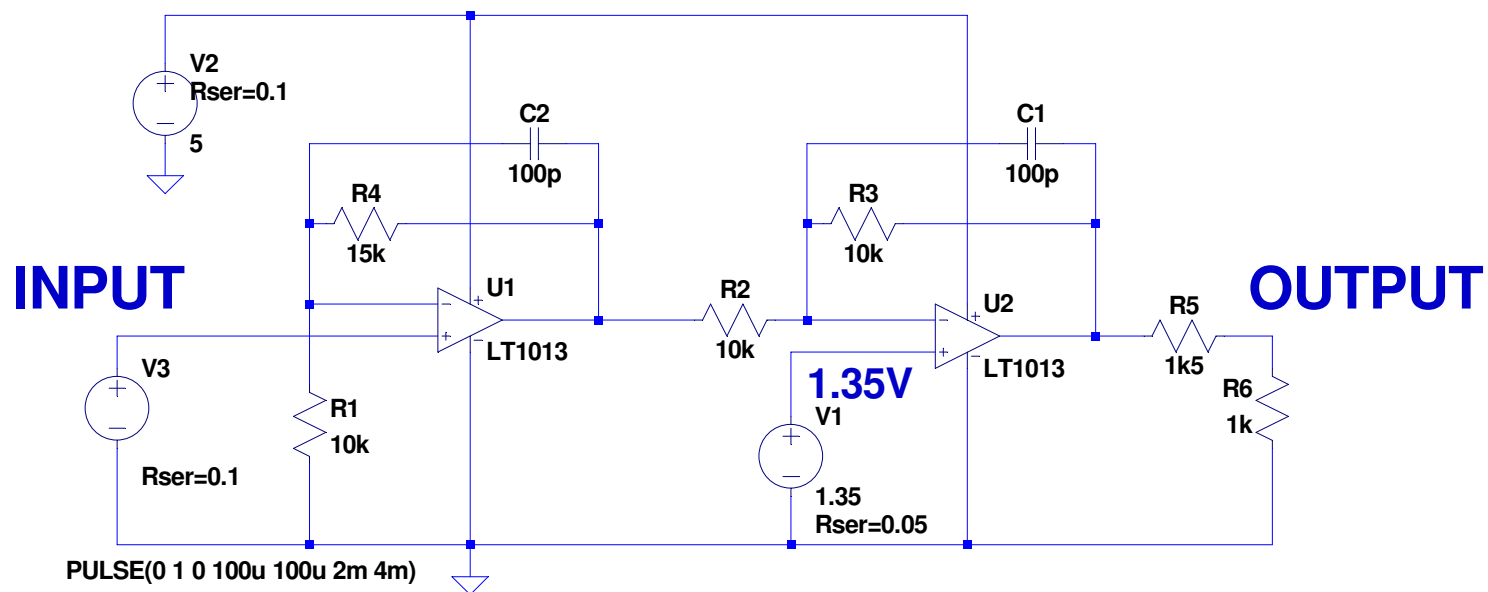 V2
Rser=0.1
5
C2
100p
C1
100p
R4
15k
R3
10k
INPUT
OUTPUT
U1
LT1013
R2
10k
U2
LT1013
R5
1k5
V3
Rser=0.1
R1
10k
1.35V
V1
1.35
Rser=0.05
R6
1k
PULSE(0 1 0 100u 100u 2m 4m)